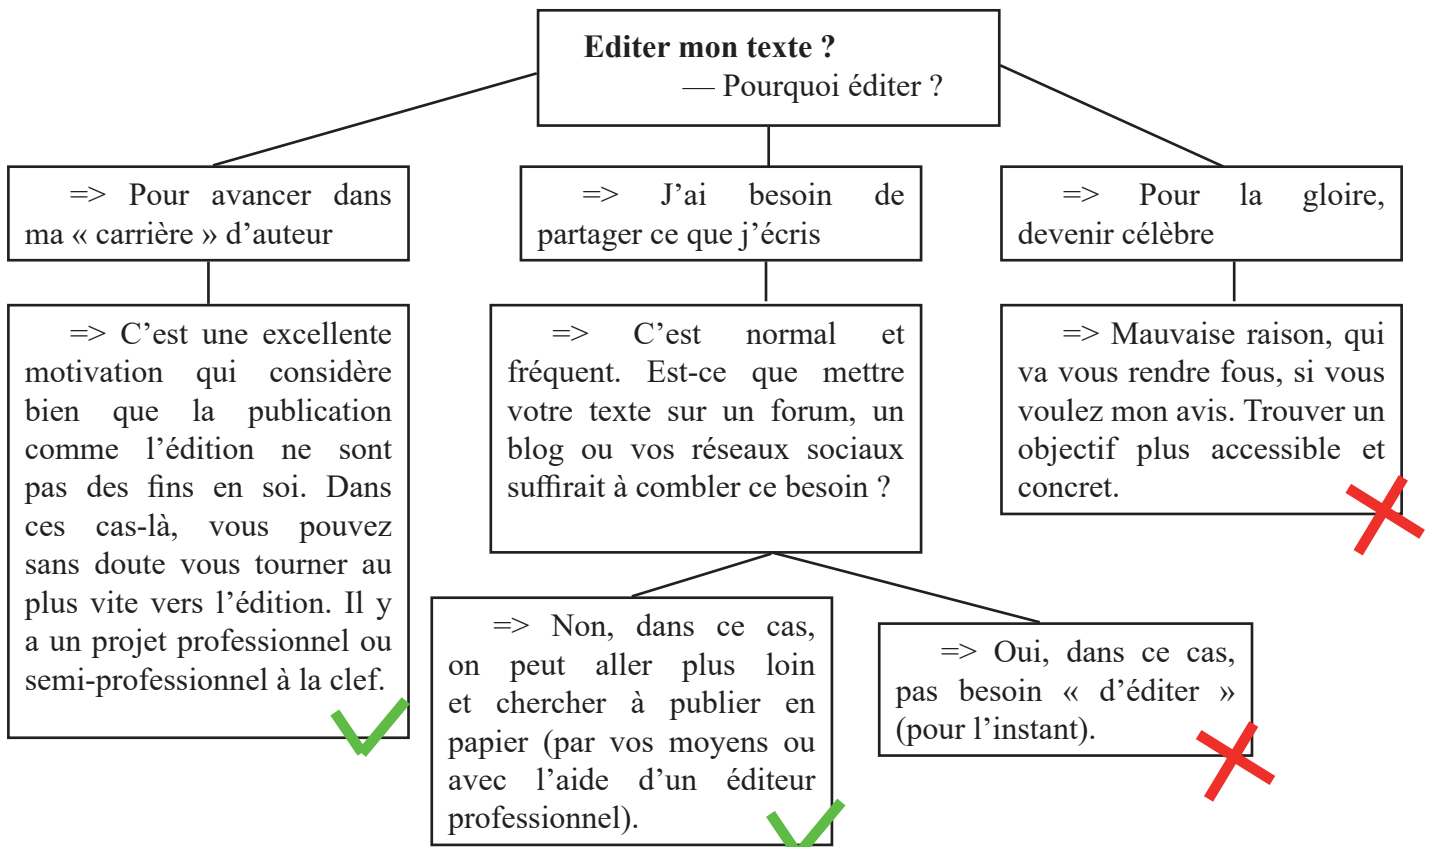 Editer mon texte ?
— Pourquoi éditer ?
=> Pour avancer dans
ma « carrière » d’auteur
=> J’ai besoin de
partager ce que j’écris
=> Pour la gloire,
devenir célèbre
=> C’est une excellente
motivation qui considère
bien que la publication
comme l’édition ne sont
pas des fins en soi. Dans
ces cas-là, vous pouvez
sans doute vous tourner au
plus vite vers l’édition. Il y
a un projet professionnel ou
semi-professionnel à la clef.
=> C’est normal et
fréquent. Est-ce que mettre
votre texte sur un forum, un
blog ou vos réseaux sociaux
suffirait à combler ce besoin ?
=> Mauvaise raison, qui
va vous rendre fous, si vous
voulez mon avis. Trouver un
objectif plus accessible et
concret.
=> Non, dans ce cas,
on peut aller plus loin
et chercher à publier en
papier (par vos moyens ou
avec l’aide d’un éditeur
professionnel).
=> Oui, dans ce cas,
pas besoin « d’éditer »
(pour l’instant).